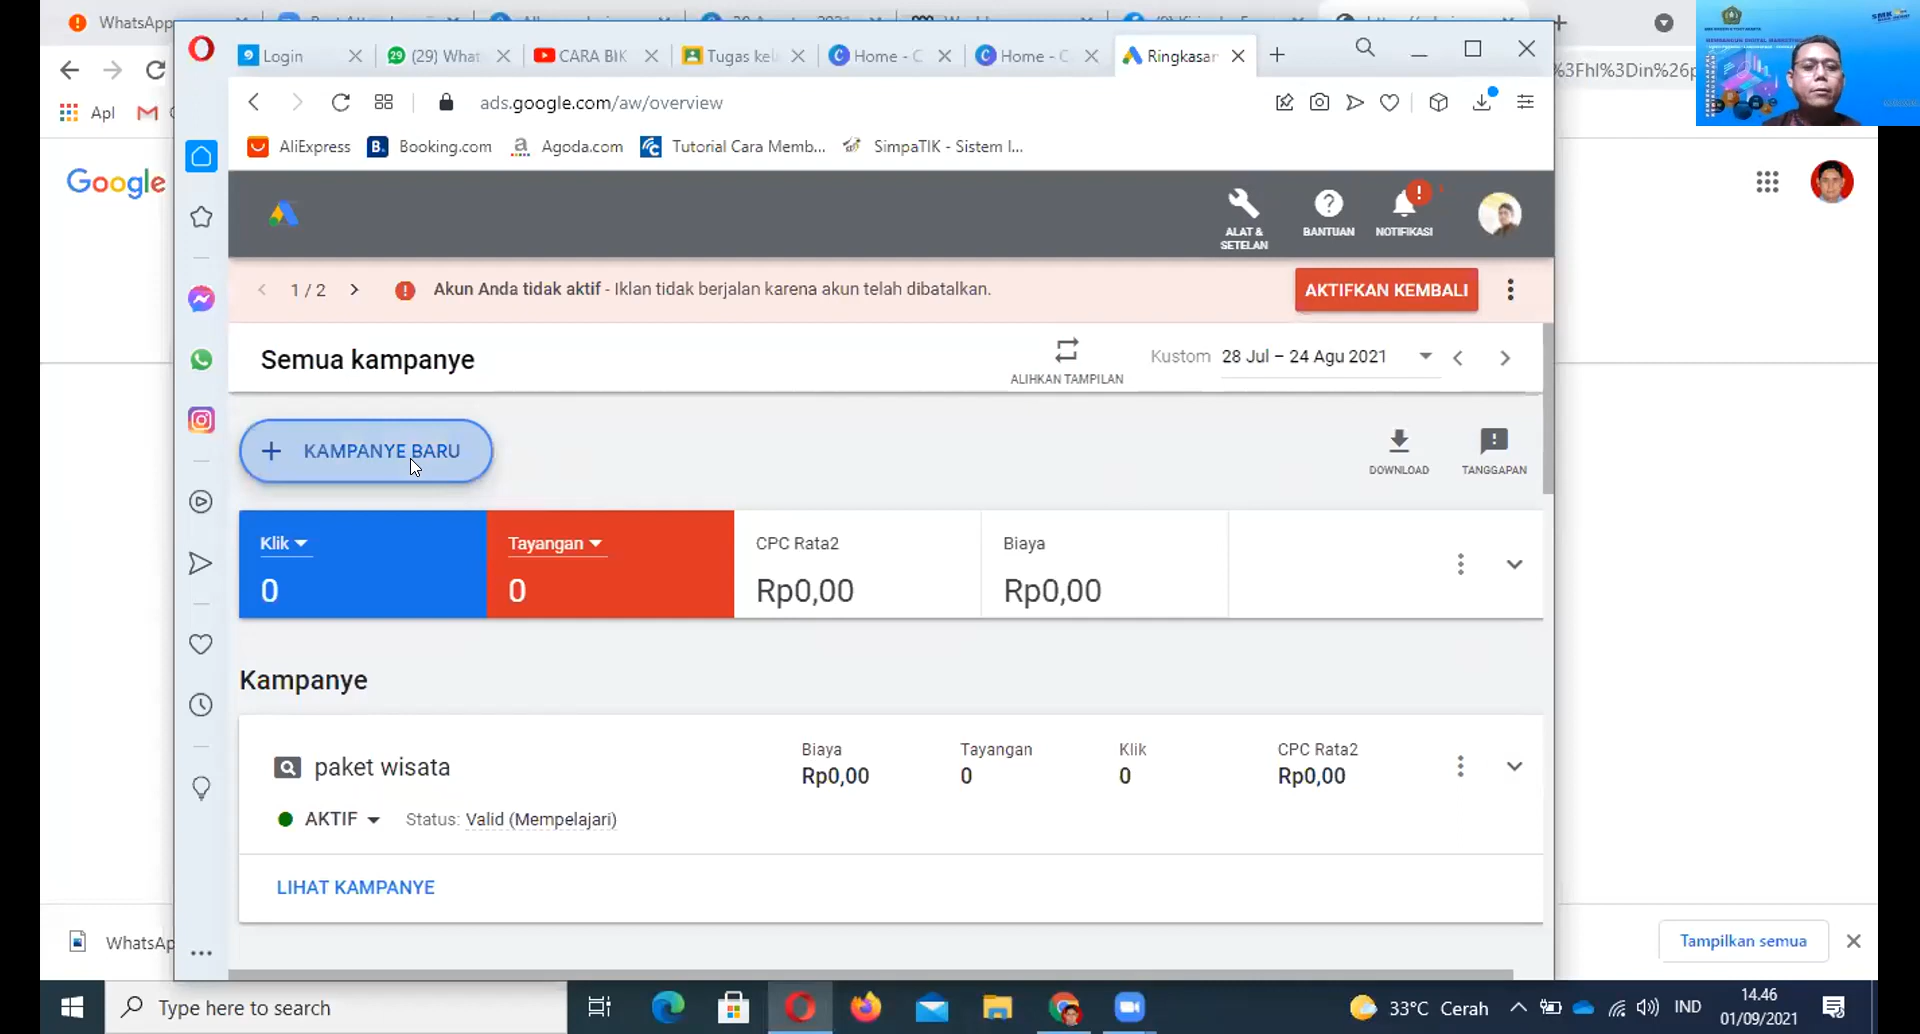 WhatsApp
Login
(29) What
CARA BIK
Tugas kel
Home - C
Home - C
Ringkasar
ads.google.com/aw/overview
%3Fhl%3Din%26p
Apl
AliExpress
Booking.com
Agoda.com
Tutorial Cara Memb...
SimpaTIK - Sistem I...
Google
ALAT &
SETELAN
BANTUAN
NOTIFIKASI
1 / 2
Akun Anda tidak aktif - Iklan tidak berjalan karena akun telah dibatalkan.
AKTIFKAN KEMBALI
Semua kampanye
ALIHKAN TAMPILAN
Kustom 28 Jul – 24 Agu 2021
KAMPANYE BARU
DOWNLOAD
TANGGAPAN
Klik
Tayangan
CPC Rata2
Biaya
0
0
Rp0,00
Rp0,00
Kampanye
paket wisata
Biaya
Tayangan
Klik
CPC Rata2
Rp0,00
0
0
Rp0,00
AKTIF
Status: Valid (Mempelajari)
LIHAT KAMPANYE
WhatsAp
Tampilkan semua
Type here to search
33°C Cerah
IND
14.46
01/09/2021